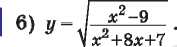 6) y = √((x² – 9)/(x² + 8x + 7)) .